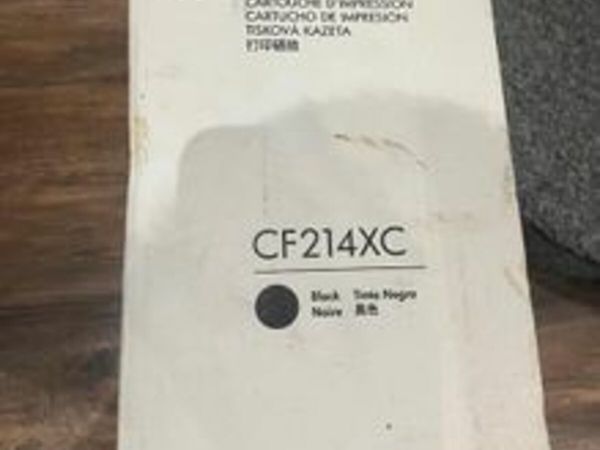 CARTOUCHE D'IMPRESSION
CARTUCHO DE IMPRESIÓN
TISKOVÁ KAZETA
打印硒鼓
CF214XC
Black Tinta Negra
Noire 黑色